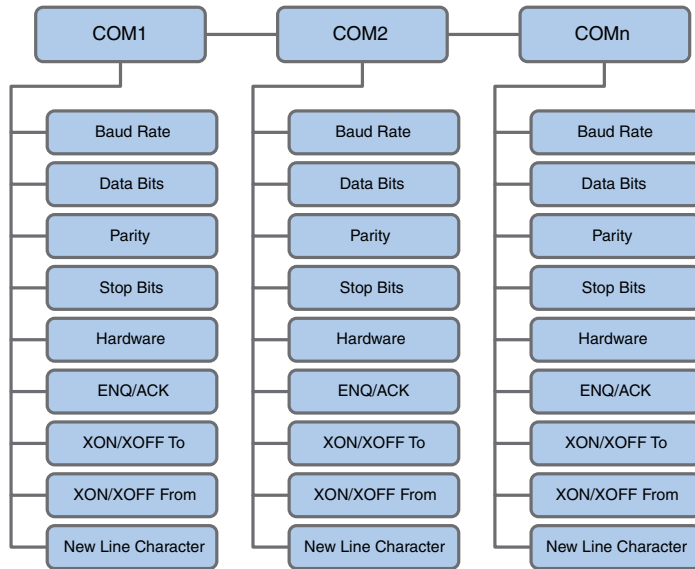 COM1
COM2
COMn
Baud Rate
Data Bits
Parity
Stop Bits
Hardware
ENQ/ACK
XON/XOFF To
XON/XOFF From
New Line Character
Baud Rate
Data Bits
Parity
Stop Bits
Hardware
ENQ/ACK
XON/XOFF To
XON/XOFF From
New Line Character
Baud Rate
Data Bits
Parity
Stop Bits
Hardware
ENQ/ACK
XON/XOFF To
XON/XOFF From
New Line Character